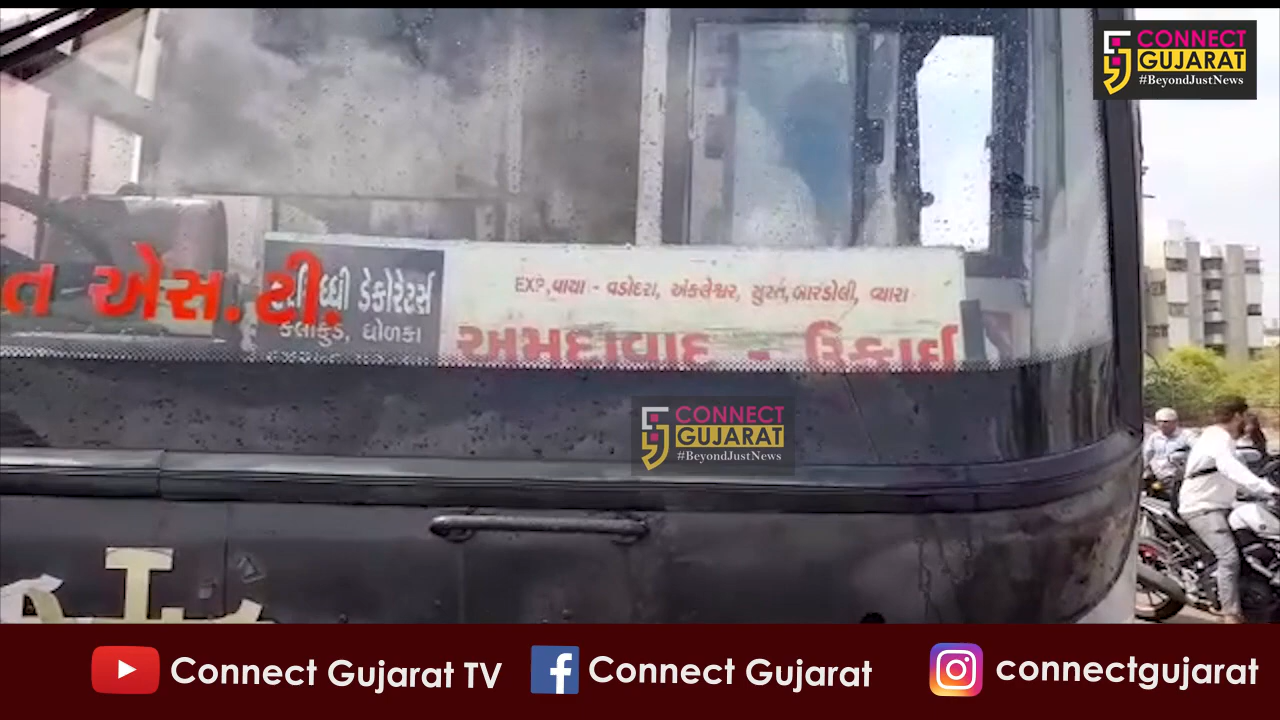 CONNECT
GUJARAT
#BeyondJustNews
ત એસ.ટી.
ડેકોરેટર્સ
કલાકુંડ, ધોળકા
EXP. વાયા - વડોદરા, અંકલેશ્વર, સુરત, બારડોલી, વ્યારા
અમદાવાદ - ઉકાઈ
CONNECT
GUJARAT
#BeyondJustNews
Connect Gujarat TV
Connect Gujarat
connectgujarat